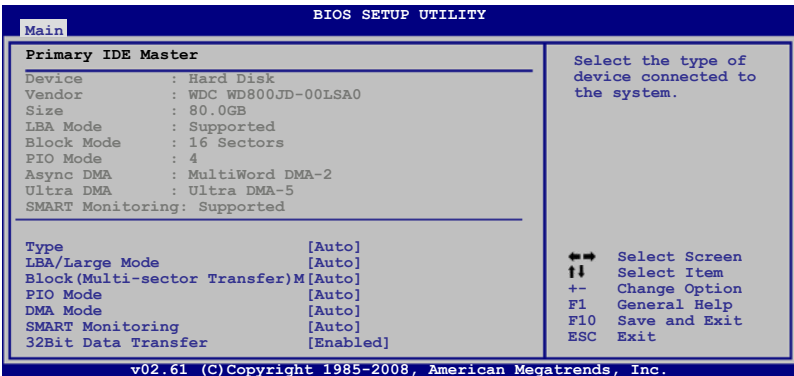 BIOS SETUP UTILITY
Main
Primary IDE Master
Device : Hard Disk
Vendor : WDC WD800JD-00LSA0
Size : 80.0GB
LBA Mode : Supported
Block Mode : 16 Sectors
PIO Mode : 4
Async DMA : MultiWord DMA-2
Ultra DMA : Ultra DMA-5
SMART Monitoring: Supported
Type [Auto]
LBA/Large Mode [Auto]
Block(Multi-sector Transfer)M[Auto]
PIO Mode [Auto]
DMA Mode [Auto]
SMART Monitoring [Auto]
32Bit Data Transfer [Enabled]
Select the type of
device connected to
the system.
Select Screen
Select Item
+- Change Option
F1 General Help
F10 Save and Exit
ESC Exit
v02.61 (C)Copyright 1985-2008, American Megatrends, Inc.